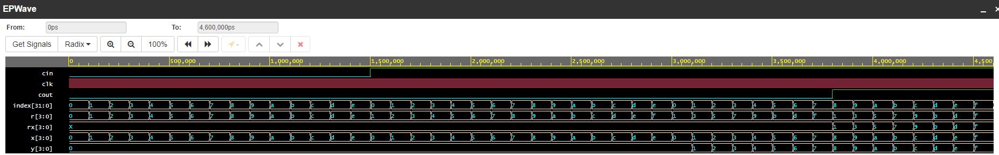 EPWave
From: 0ps To: 4,600,000ps
Get Signals Radix 100% -
0 500,000 1,000,000 1,500,000 2,000,000 2,500,000 3,000,000 3,500,000 4,000,000 4,500
cin
clk
cout
index[31:0] 0 1 2 3 4 5 6 7 8 9 a b c d e 0 1 2 3 4 5 6 7 8 9 a b c d e 0 1 2 3 4 5 6 7 8 9 a b c d e f
r[3:0] 0 1 2 3 4 5 6 7 8 9 a b c d e 1 2 3 4 5 6 7 8 9 a b c d e f 1 3 5 7 9 b d f 1 3 5 7 9 b d f
rx[3:0] X 1 3 5 7 9 b d f
x[3:0] 0 1 2 3 4 5 6 7 8 9 a b c d e 0 1 2 3 4 5 6 7 8 9 a b c d e 0 1 2 3 4 5 6 7 8 9 a b c d e f
y[3:0] 0 1 2 3 4 5 6 7 8 9 a b c d e f